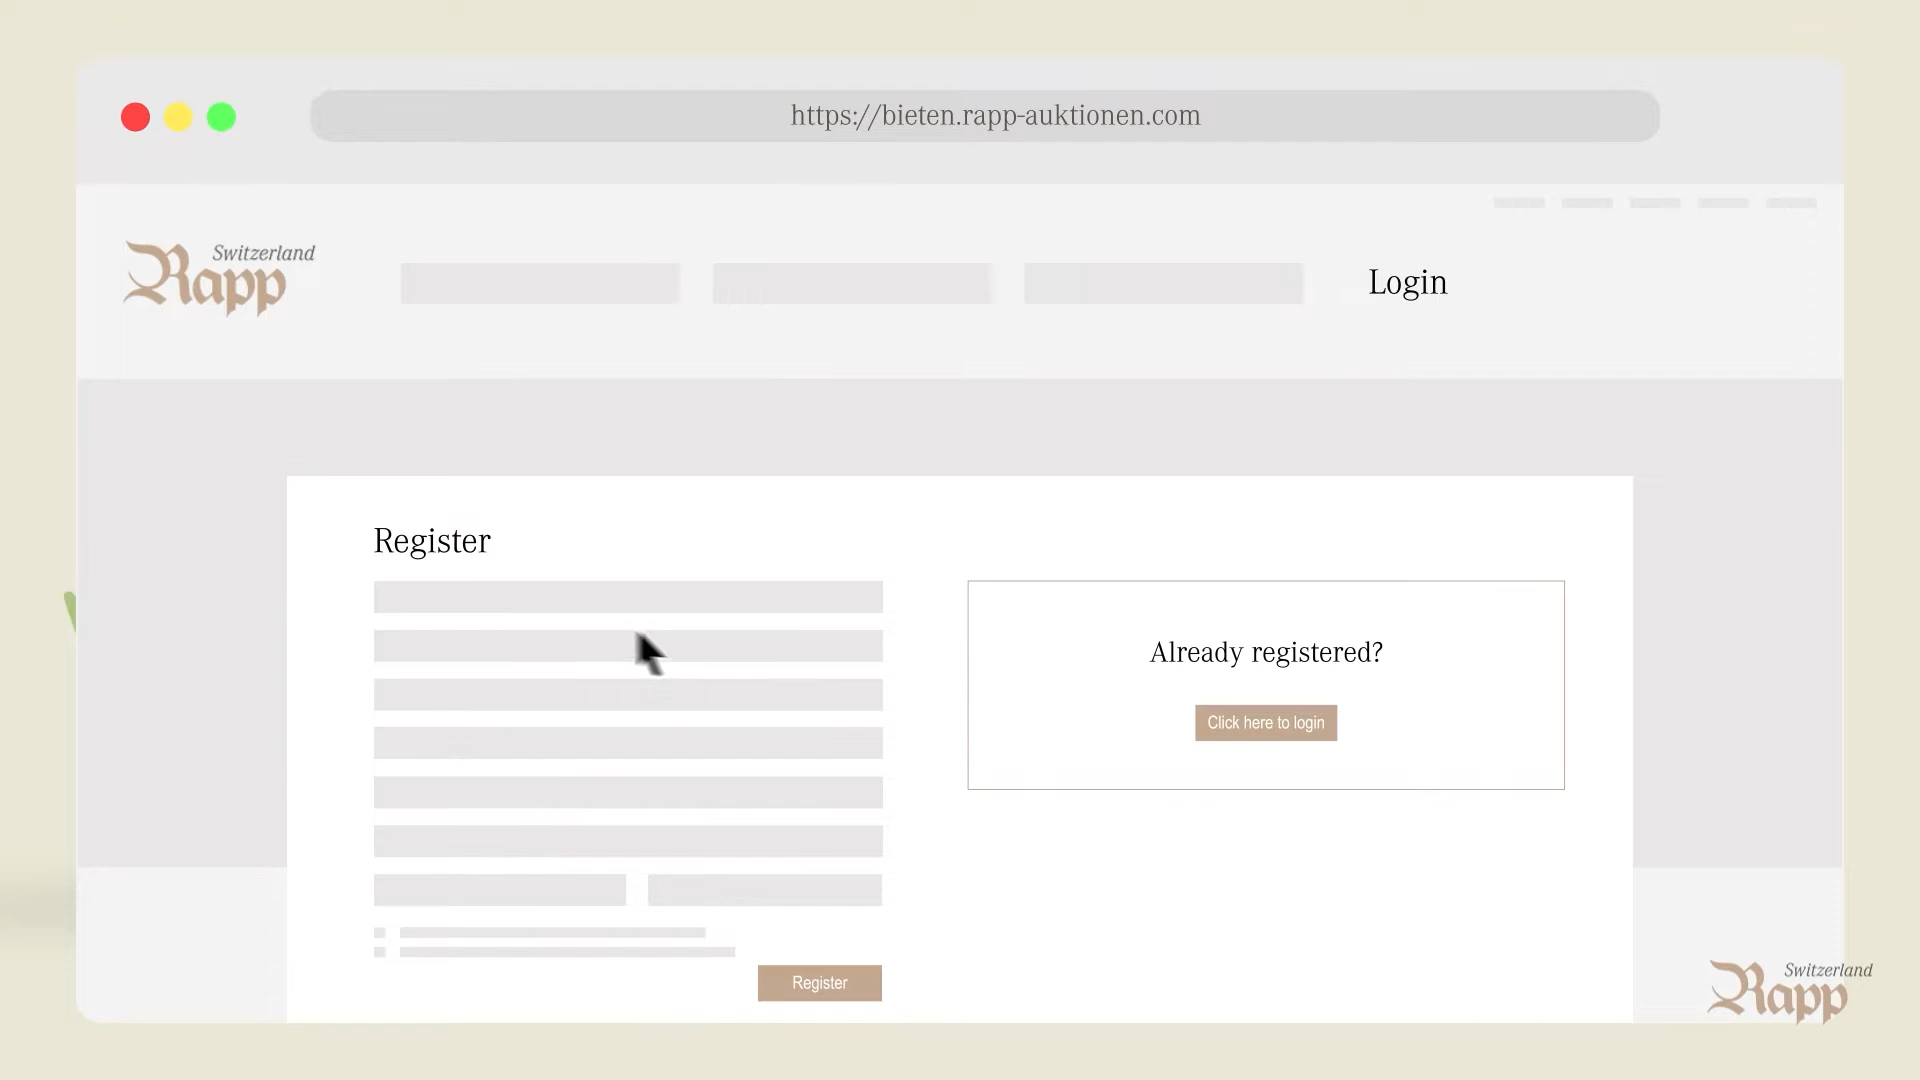 https://bieten.rapp-auktionen.com
Switzerland
Rapp
Login
Register
Already registered?
Click here to login
Register
Switzerland
Rapp